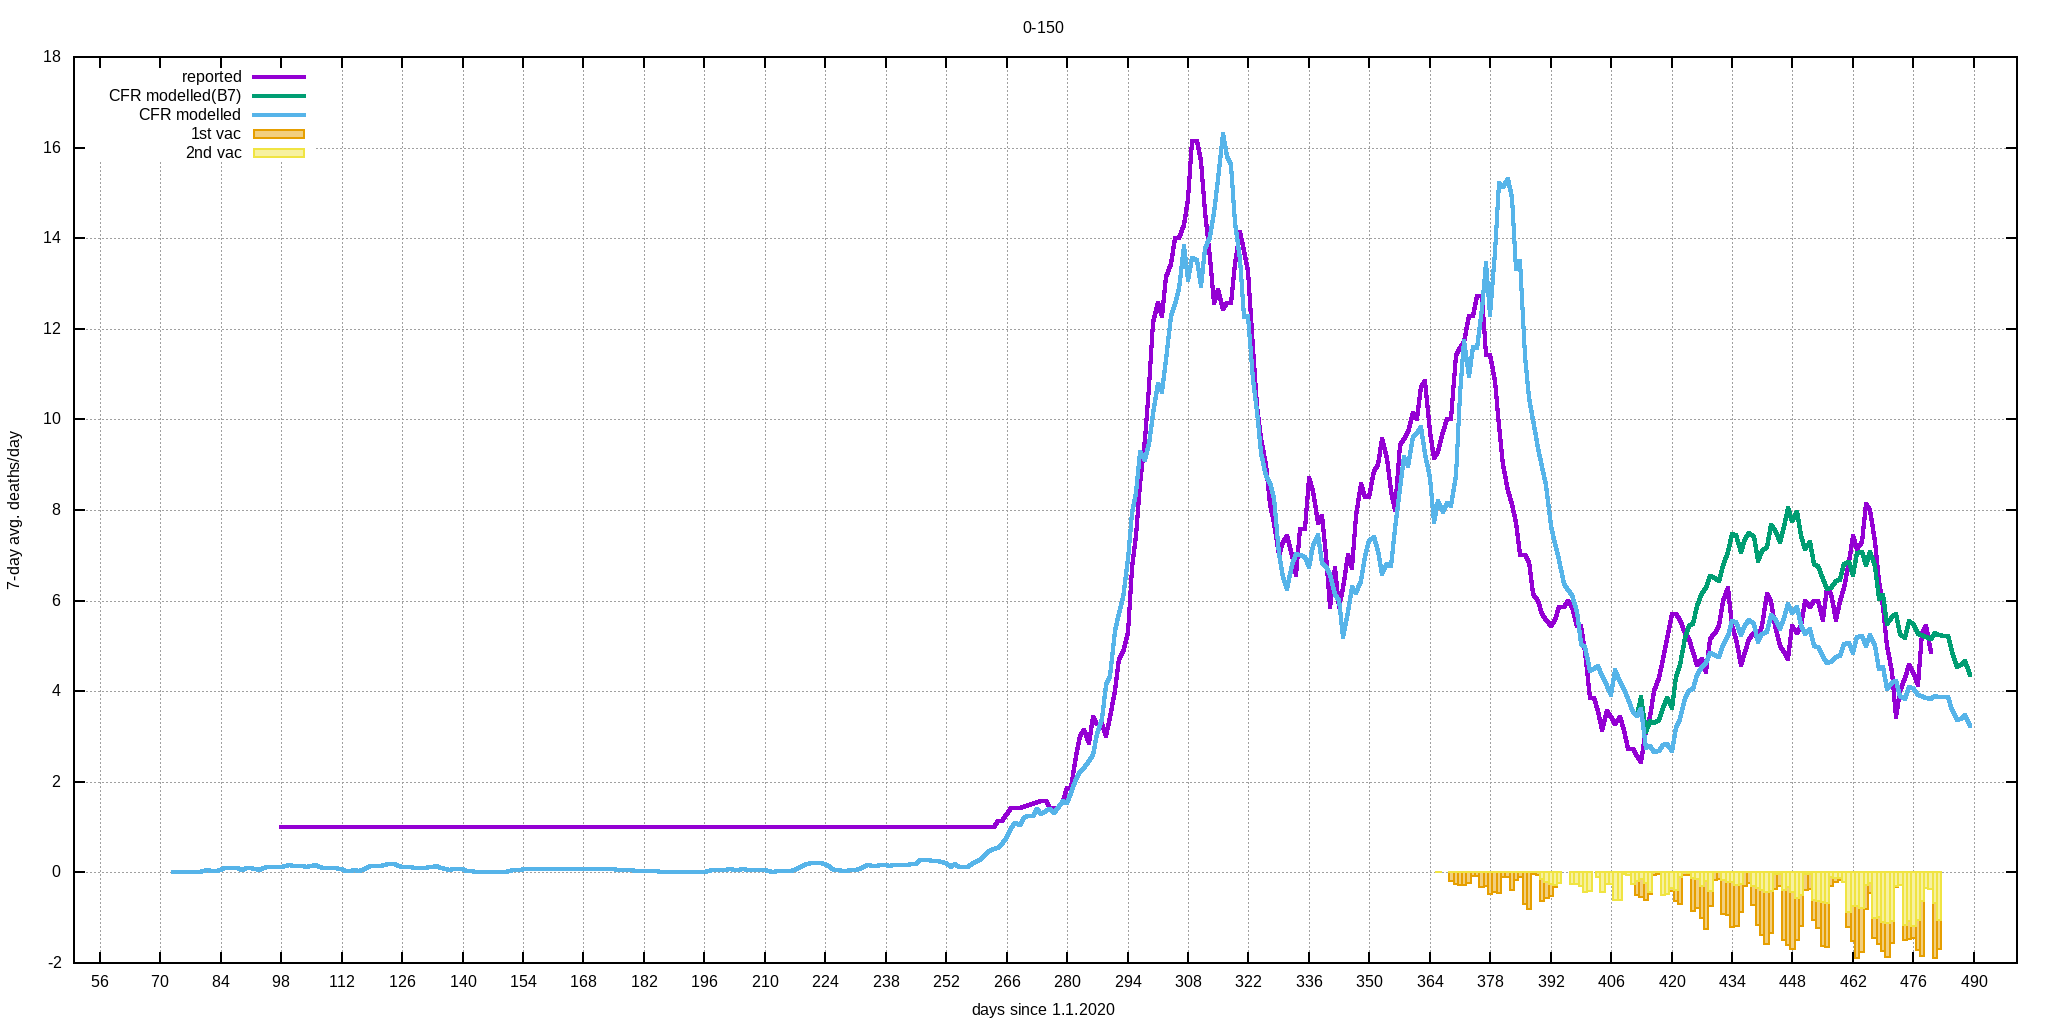 0-150
18
16
14
12
10
8
6
4
2
0
-2
reported
CFR modelled(B7)
CFR modelled
1st vac
2nd vac
7-day avg. deaths/day
56 70 84 98 112 126 140 154 168 182 196 210 224 238 252 266 280 294 308 322 336 350 364 378 392 406 420 434 448 462 476 490
days since 1.1.2020